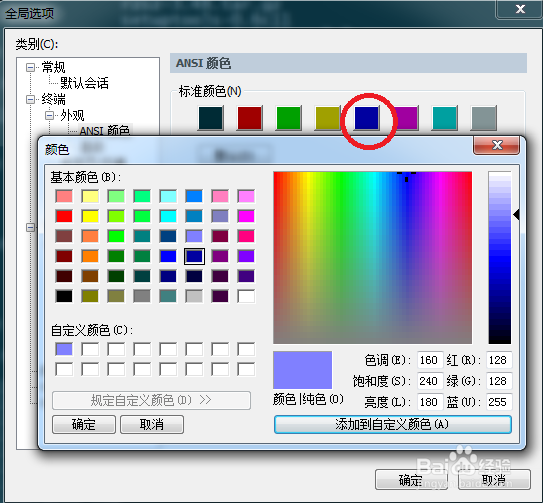 全局选项
类别(C):
常规
默认会话
终端
外观
ANSI 颜色
ANSI 颜色
标准颜色(N)
颜色
基本颜色(B):
自定义颜色(C):
规定自定义颜色(D) >>
确定
取消
颜色|纯色(O)
色调(E): 160
饱和度(S): 240
亮度(L): 180
红(R): 128
绿(G): 128
蓝(U): 255
添加到自定义颜色(A)
确定
取消
Baidu 经验